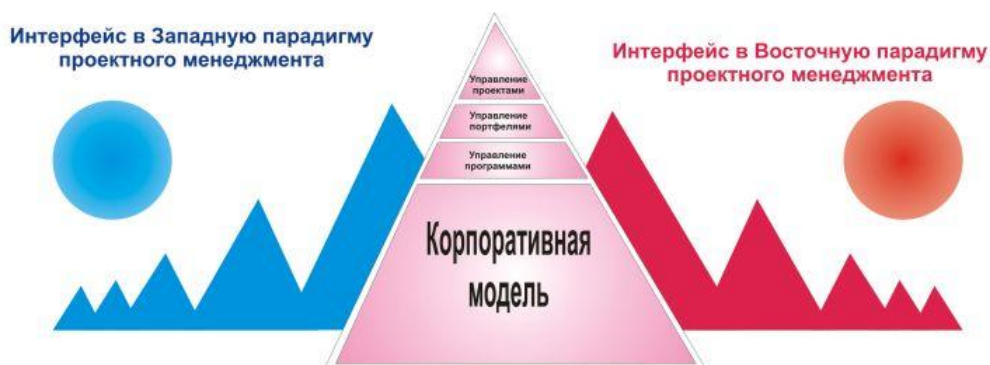 Интерфейс в Западную парадигму
проектного менеджмента
Интерфейс в Восточную парадигму
проектного менеджмента
Управление
проектами
Управление
портфелями
Управление
программами
Корпоративная
модель